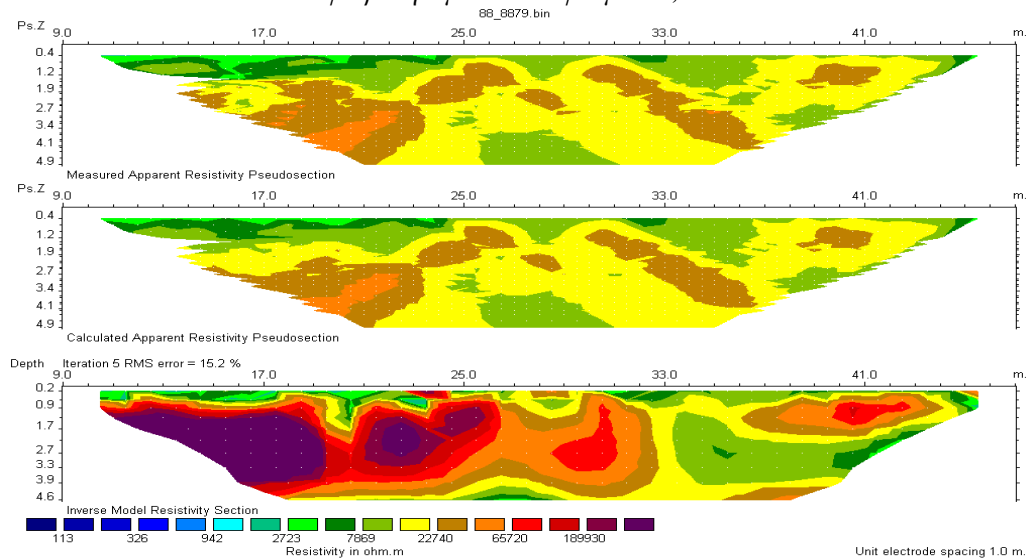 88_8879.bin
Ps.Z 9.0 17.0 25.0 33.0 41.0 m.
0.4
1.2
1.9
2.7
3.4
4.1
4.9
Measured Apparent Resistivity Pseudosection
Ps.Z 9.0 17.0 25.0 33.0 41.0 m.
0.4
1.2
1.9
2.7
3.4
4.1
4.9
Calculated Apparent Resistivity Pseudosection
Depth Iteration 5 RMS error = 15.2 %
9.0 17.0 25.0 33.0 41.0 m.
0.2
0.9
1.7
2.7
3.3
3.9
4.6
Inverse Model Resistivity Section
113 326 942 2723 7869 22740 65720 189930
Resistivity in ohm.m
Unit electrode spacing 1.0 m.